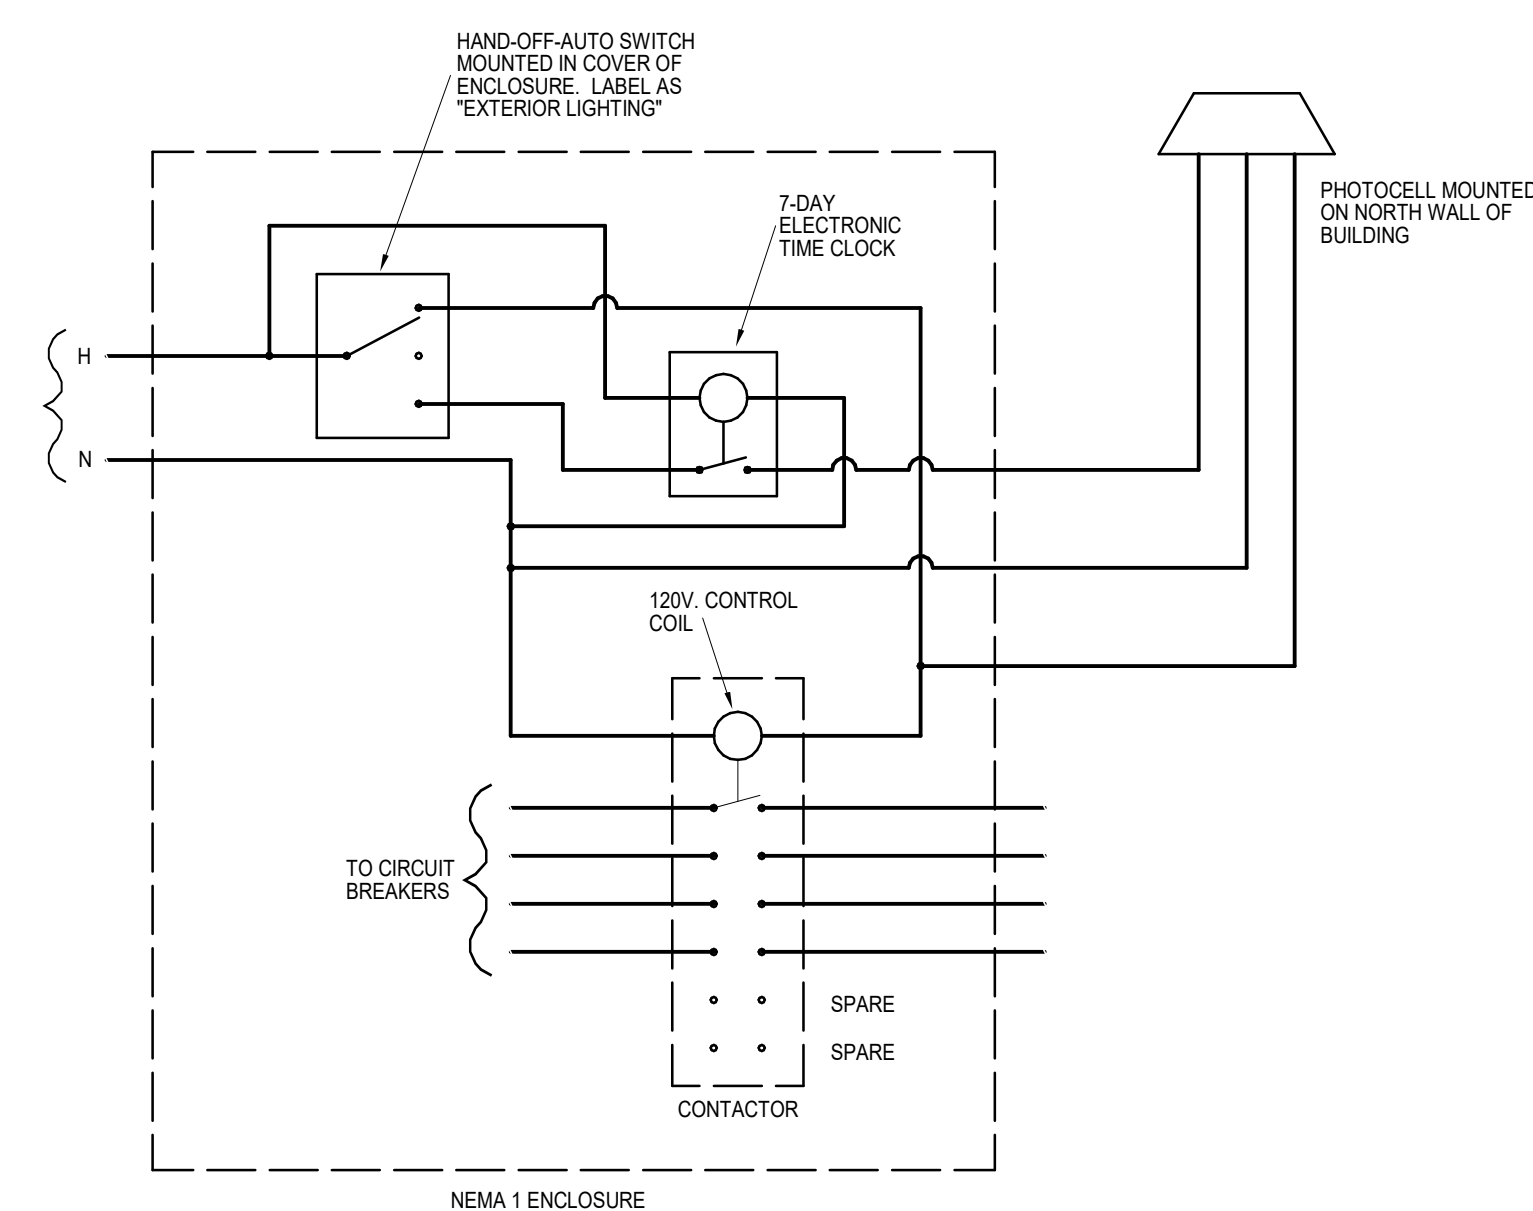 HAND-OFF-AUTO SWITCH
MOUNTED IN COVER OF
ENCLOSURE. LABEL AS
"EXTERIOR LIGHTING"
PHOTOCELL MOUNTED
ON NORTH WALL OF
BUILDING
7-DAY
ELECTRONIC
TIME CLOCK
H
N
120V. CONTROL
COIL
TO CIRCUIT
BREAKERS
SPARE
SPARE
CONTACTOR
NEMA 1 ENCLOSURE